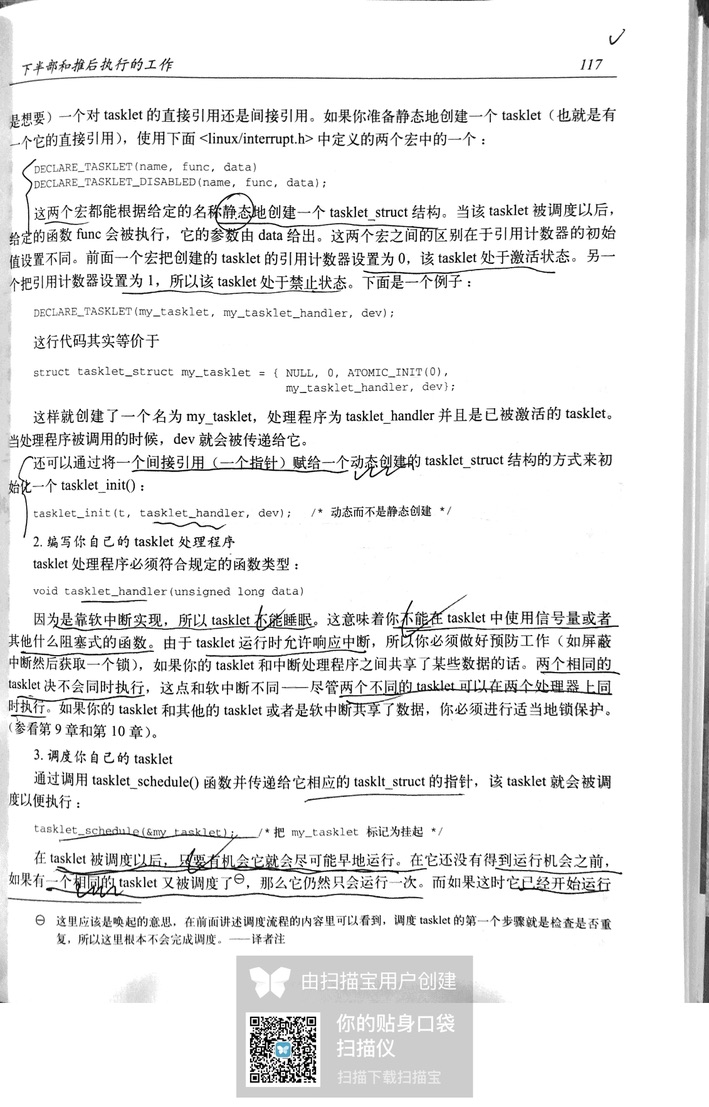 下半部和推后执行的工作 117
是想要）一个对 tasklet 的直接引用还是间接引用。如果你准备静态地创建一个 tasklet（也就是有
一个它的直接引用），使用下面 <linux/interrupt.h> 中定义的两个宏中的一个：
DECLARE_TASKLET(name, func, data)
DECLARE_TASKLET_DISABLED(name, func, data);
这两个宏都能根据给定的名称静态地创建一个 tasklet_struct 结构。当该 tasklet 被调度以后，
给定的函数 func 会被执行，它的参数由 data 给出。这两个宏之间的区别在于引用计数器的初始
值设置不同。前面一个宏把创建的 tasklet 的引用计数器设置为 0，该 tasklet 处于激活状态。另一
个把引用计数器设置为 1，所以该 tasklet 处于禁止状态。下面是一个例子：
DECLARE_TASKLET(my_tasklet, my_tasklet_handler, dev);
这行代码其实等价于
struct tasklet_struct my_tasklet = { NULL, 0, ATOMIC_INIT(0),
my_tasklet_handler, dev};
这样就创建了一个名为 my_tasklet，处理程序为 tasklet_handler 并且是已被激活的 tasklet。
当处理程序被调用的时候，dev 就会被传递给它。
还可以通过将一个间接引用（一个指针）赋给一个动态创建的 tasklet_struct 结构的方式来初
始化一个 tasklet_init()：
tasklet_init(t, tasklet_handler, dev); /* 动态而不是静态创建 */
2. 编写你自己的 tasklet 处理程序
tasklet 处理程序必须符合规定的函数类型：
void tasklet_handler(unsigned long data)
因为是靠软中断实现，所以 tasklet 不能睡眠。这意味着你不能在 tasklet 中使用信号量或者
其他什么阻塞式的函数。由于 tasklet 运行时允许响应中断，所以你必须做好预防工作（如屏蔽
中断然后获取一个锁），如果你的 tasklet 和中断处理程序之间共享了某些数据的话。两个相同的
tasklet 决不会同时执行，这点和软中断不同——尽管两个不同的 tasklet 可以在两个处理器上同
时执行。如果你的 tasklet 和其他的 tasklet 或者是软中断共享了数据，你必须进行适当地锁保护。
（参看第 9 章和第 10 章）。
3. 调度你自己的 tasklet
通过调用 tasklet_schedule() 函数并传递给它相应的 tasklt_struct 的指针，该 tasklet 就会被调
度以便执行：
tasklet_schedule(&my_tasklet); /* 把 my_tasklet 标记为挂起 */
在 tasklet 被调度以后，只要有机会它就会尽可能早地运行。在它还没有得到运行机会之前，
如果有一个相同的 tasklet 又被调度了㊀，那么它仍然只会运行一次。而如果这时它已经开始运行
㊀ 这里应该是唤起的意思，在前面讲述调度流程的内容里可以看到，调度 tasklet 的第一个步骤就是检查是否重
复，所以这里根本不会完成调度。——译者注
由扫描宝用户创建
你的贴身口袋
扫描仪
扫描下载扫描宝